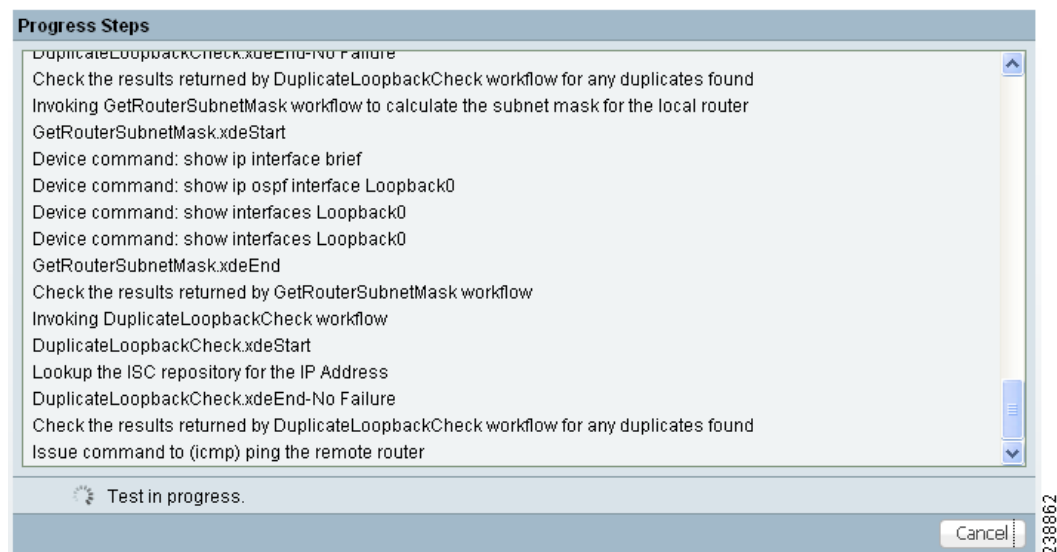 Progress Steps
DuplicateLoopbackCheck.xdeEnd-No Failure
Check the results returned by DuplicateLoopbackCheck workflow for any duplicates found
Invoking GetRouterSubnetMask workflow to calculate the subnet mask for the local router
GetRouterSubnetMask.xdeStart
Device command: show ip interface brief
Device command: show ip ospf interface Loopback0
Device command: show interfaces Loopback0
Device command: show interfaces Loopback0
GetRouterSubnetMask.xdeEnd
Check the results returned by GetRouterSubnetMask workflow
Invoking DuplicateLoopbackCheck workflow
DuplicateLoopbackCheck.xdeStart
Lookup the ISC repository for the IP Address
DuplicateLoopbackCheck.xdeEnd-No Failure
Check the results returned by DuplicateLoopbackCheck workflow for any duplicates found
Issue command to (icmp) ping the remote router
Test in progress.
Cancel
238862